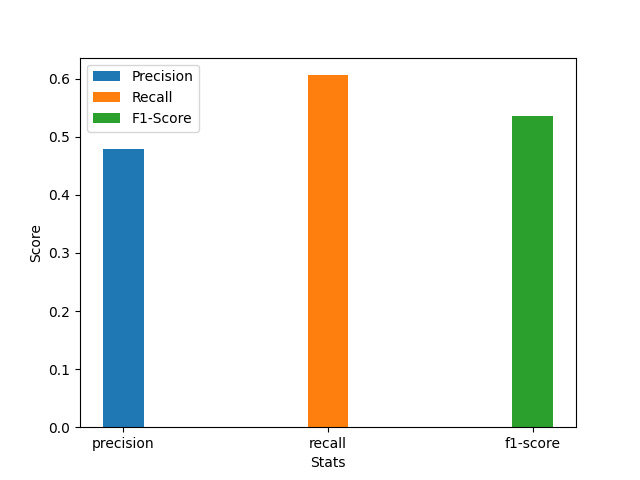 Precision
Recall
F1-Score
Score
0.6
0.5
0.4
0.3
0.2
0.1
0.0
precision
recall
f1-score
Stats